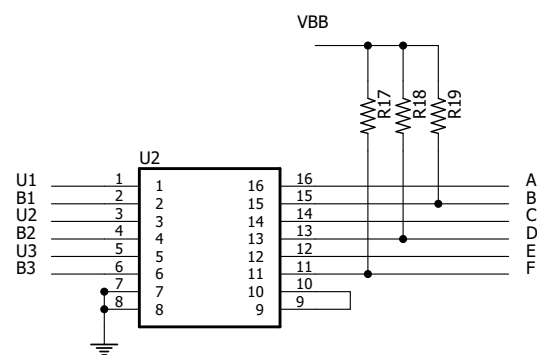 VBB
R17
R18
R19
U2
U1 1 1 16 16 A
B1 2 2 15 15 B
U2 3 3 14 14 C
B2 4 4 13 13 D
U3 5 5 12 12 E
B3 6 6 11 11 F
7 7 10 10
8 8 9 9